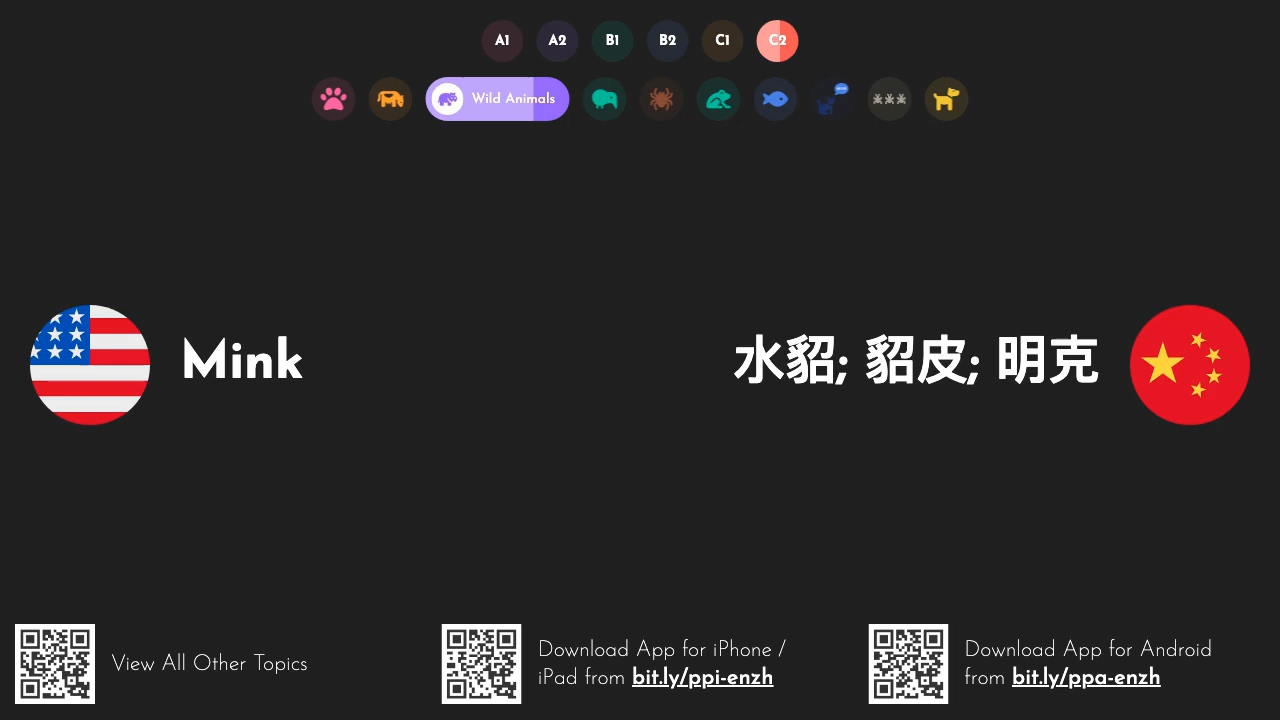 A1 A2 B1 B2 C1 C2
Wild Animals
Mink
水貂; 貂皮; 明克
View All Other Topics
Download App for iPhone /
iPad from bit.ly/ppi-enzh
Download App for Android
from bit.ly/ppa-enzh